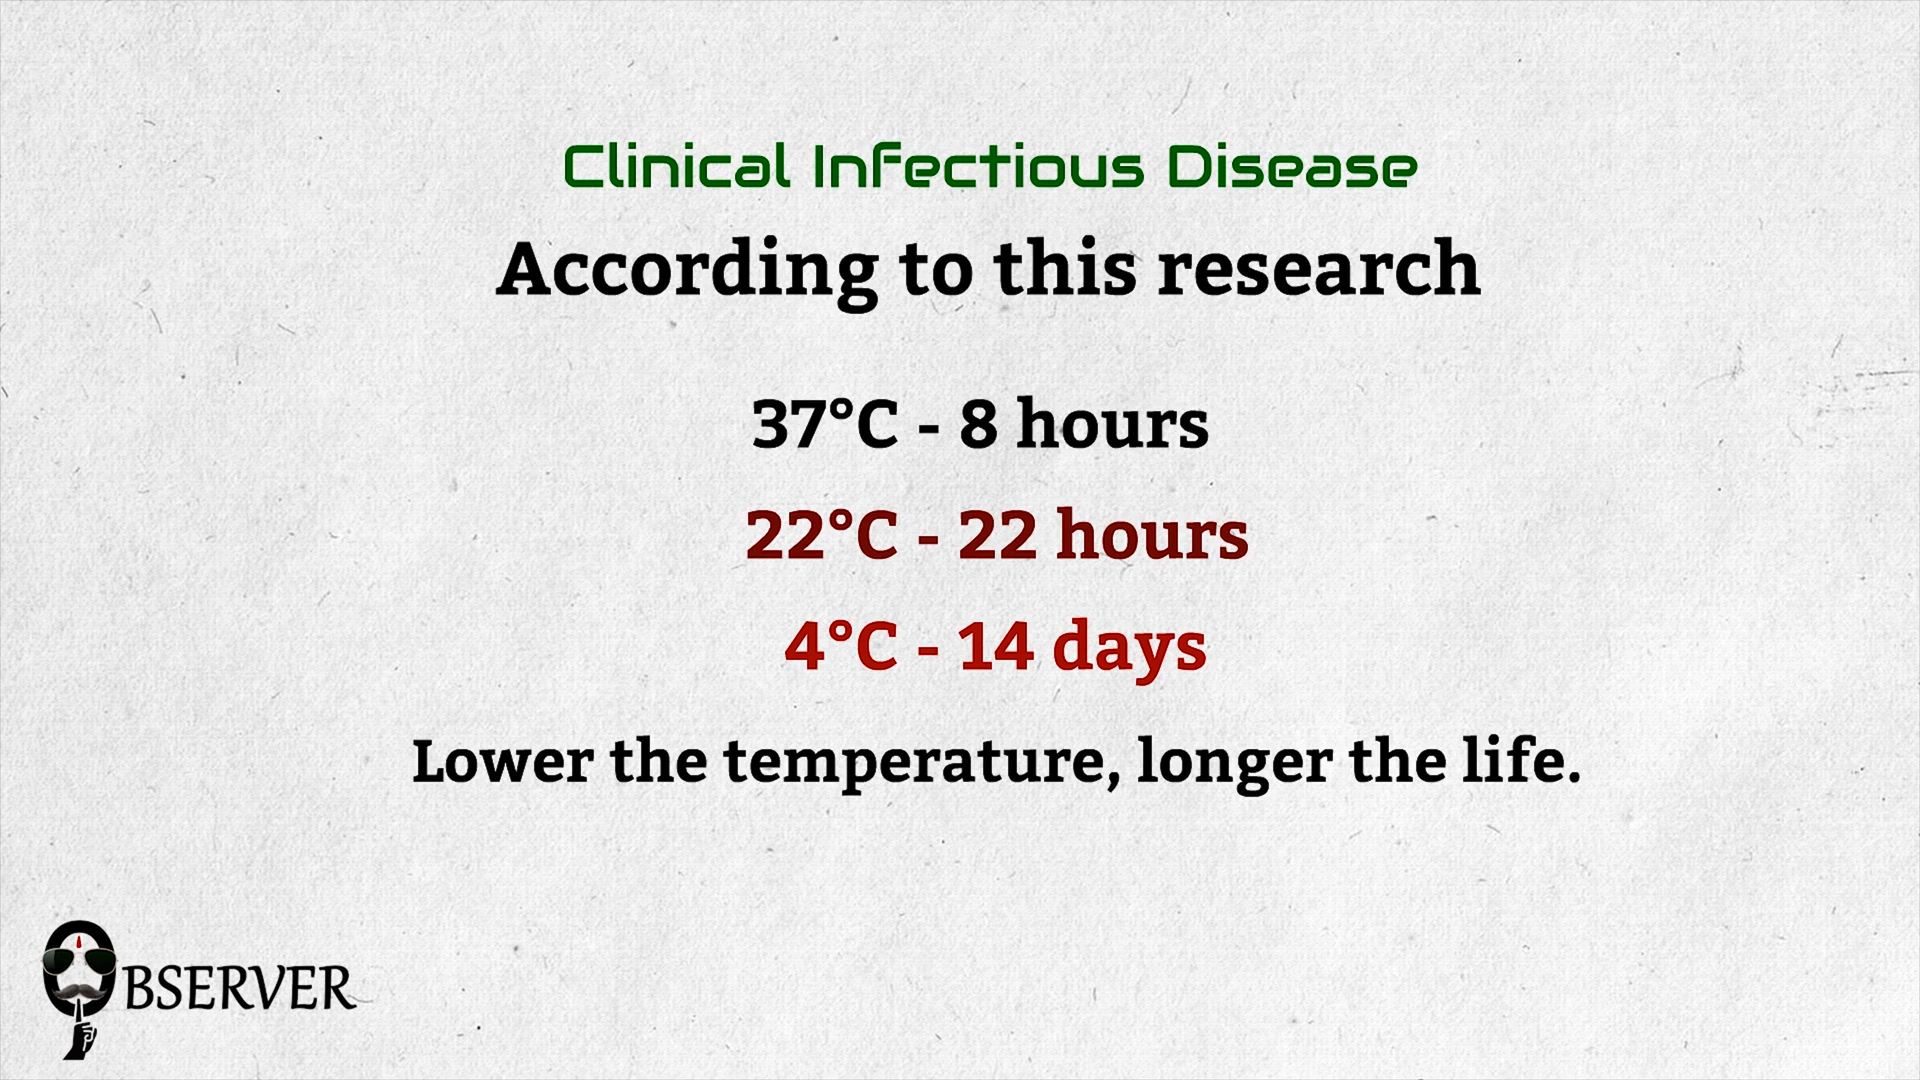 Clinical Infectious Disease
According to this research
37°C - 8 hours
22°C - 22 hours
4°C - 14 days
Lower the temperature, longer the life.
OBSERVER